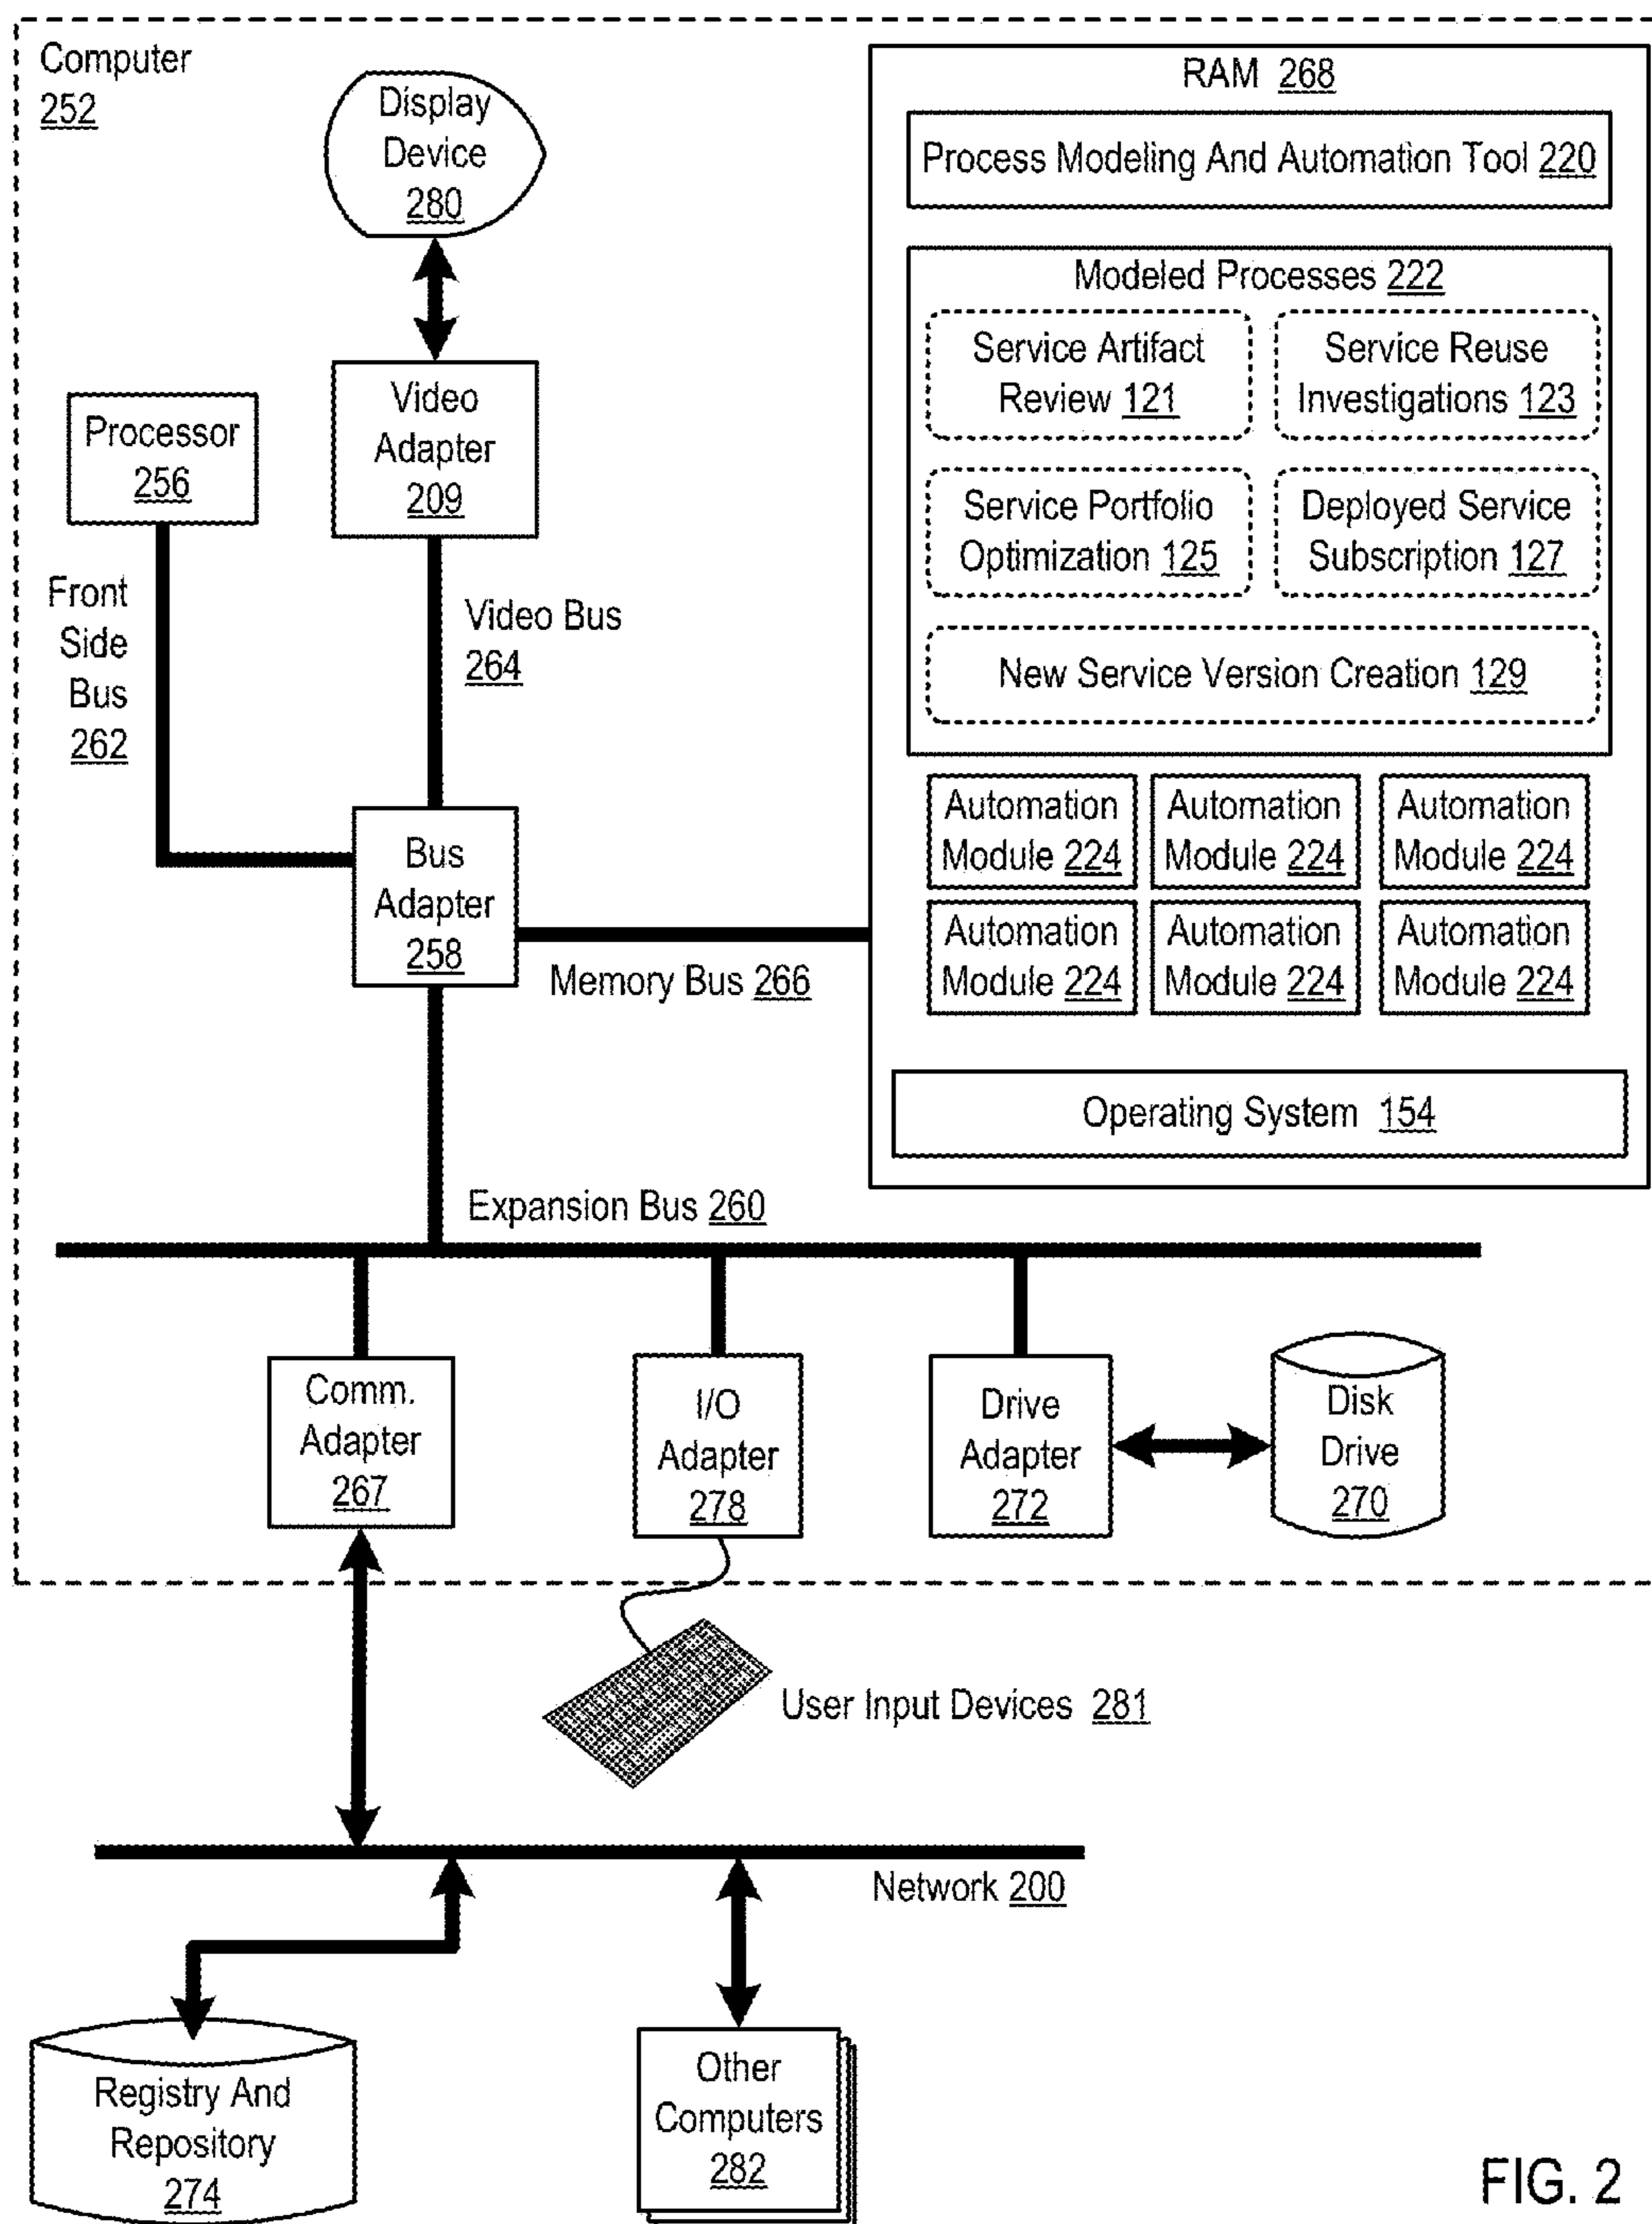 Computer
252
Display
Device
280
RAM 268
Process Modeling And Automation Tool 220
Modeled Processes 222
Service Artifact
Review 121
Service Reuse
Investigations 123
Service Portfolio
Optimization 125
Deployed Service
Subscription 127
New Service Version Creation 129
Automation
Module 224
Automation
Module 224
Automation
Module 224
Automation
Module 224
Automation
Module 224
Automation
Module 224
Operating System 154
Video
Adapter
209
Processor
256
Front
Side
Bus
262
Video Bus
264
Bus
Adapter
258
Memory Bus 266
Expansion Bus 260
Comm.
Adapter
267
I/O
Adapter
278
Drive
Adapter
272
Disk
Drive
270
User Input Devices 281
Network 200
Registry And
Repository
274
Other
Computers
282
FIG. 2